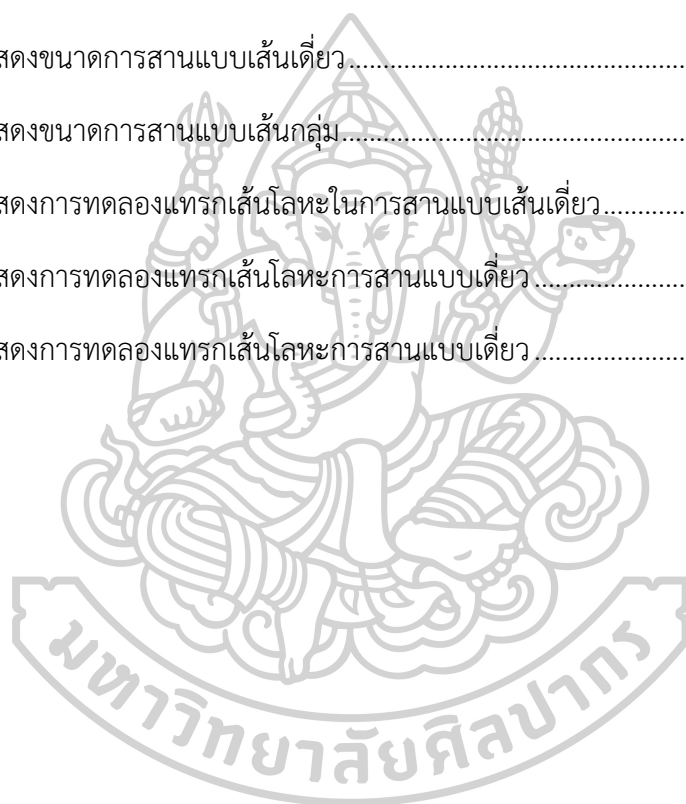 สดงขนาดการสานแบบเส้นเดี่ยว
สดงขนาดการสานแบบเส้นกลุ่ม
สดงการทดลองแทรกเส้นโลหะในการสานแบบเส้นเดี่ยว
สดงการทดลองแทรกเส้นโลหะการสานแบบเดี่ยว
สดงการทดลองแทรกเส้นโลหะการสานแบบเดี่ยว
มหาวิทยาลัยศิลปากร